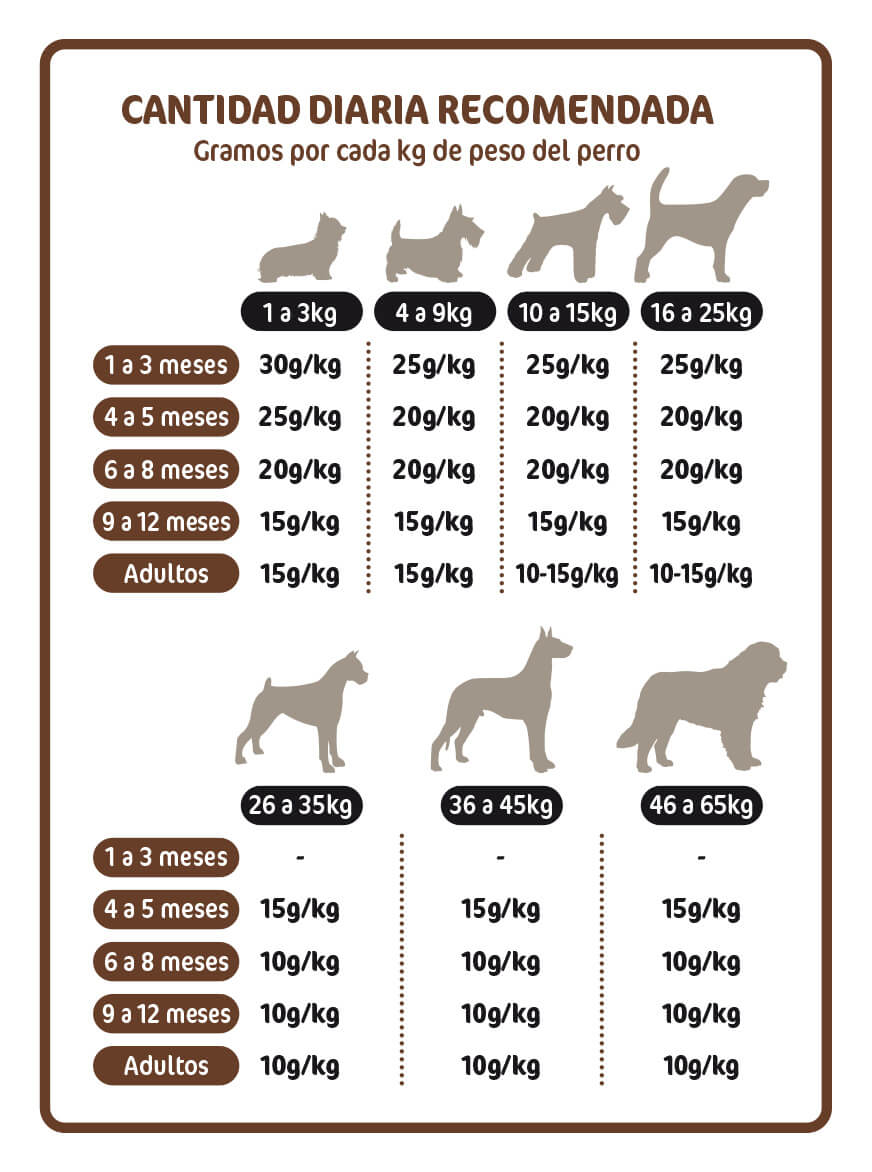 CANTIDAD DIARIA RECOMENDADA
Gramos por cada kg de peso del perro
1 a 3kg 4 a 9kg 10 a 15kg 16 a 25kg
1 a 3 meses 30g/kg 25g/kg 25g/kg 25g/kg
4 a 5 meses 25g/kg 20g/kg 20g/kg 20g/kg
6 a 8 meses 20g/kg 20g/kg 20g/kg 20g/kg
9 a 12 meses 15g/kg 15g/kg 15g/kg 15g/kg
Adultos 15g/kg 15g/kg 10-15g/kg 10-15g/kg
26 a 35kg 36 a 45kg 46 a 65kg
1 a 3 meses - - -
4 a 5 meses 15g/kg 15g/kg 15g/kg
6 a 8 meses 10g/kg 10g/kg 10g/kg
9 a 12 meses 10g/kg 10g/kg 10g/kg
Adultos 10g/kg 10g/kg 10g/kg